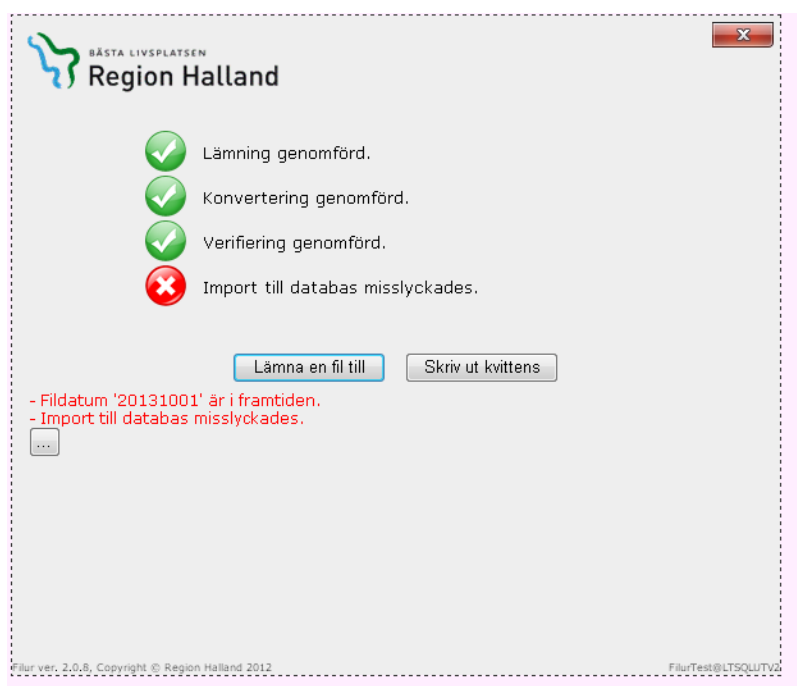 x
BÄSTA LIVSPLATSEN
Region Halland
Lämning genomförd.
Konvertering genomförd.
Verifiering genomförd.
Import till databas misslyckades.
Lämna en fil till
Skriv ut kvittens
- Fildatum '20131001' är i framtiden.
- Import till databas misslyckades.
...
Filur ver. 2.0.8, Copyright © Region Halland 2012
FilurTest@LTSQLUTV2